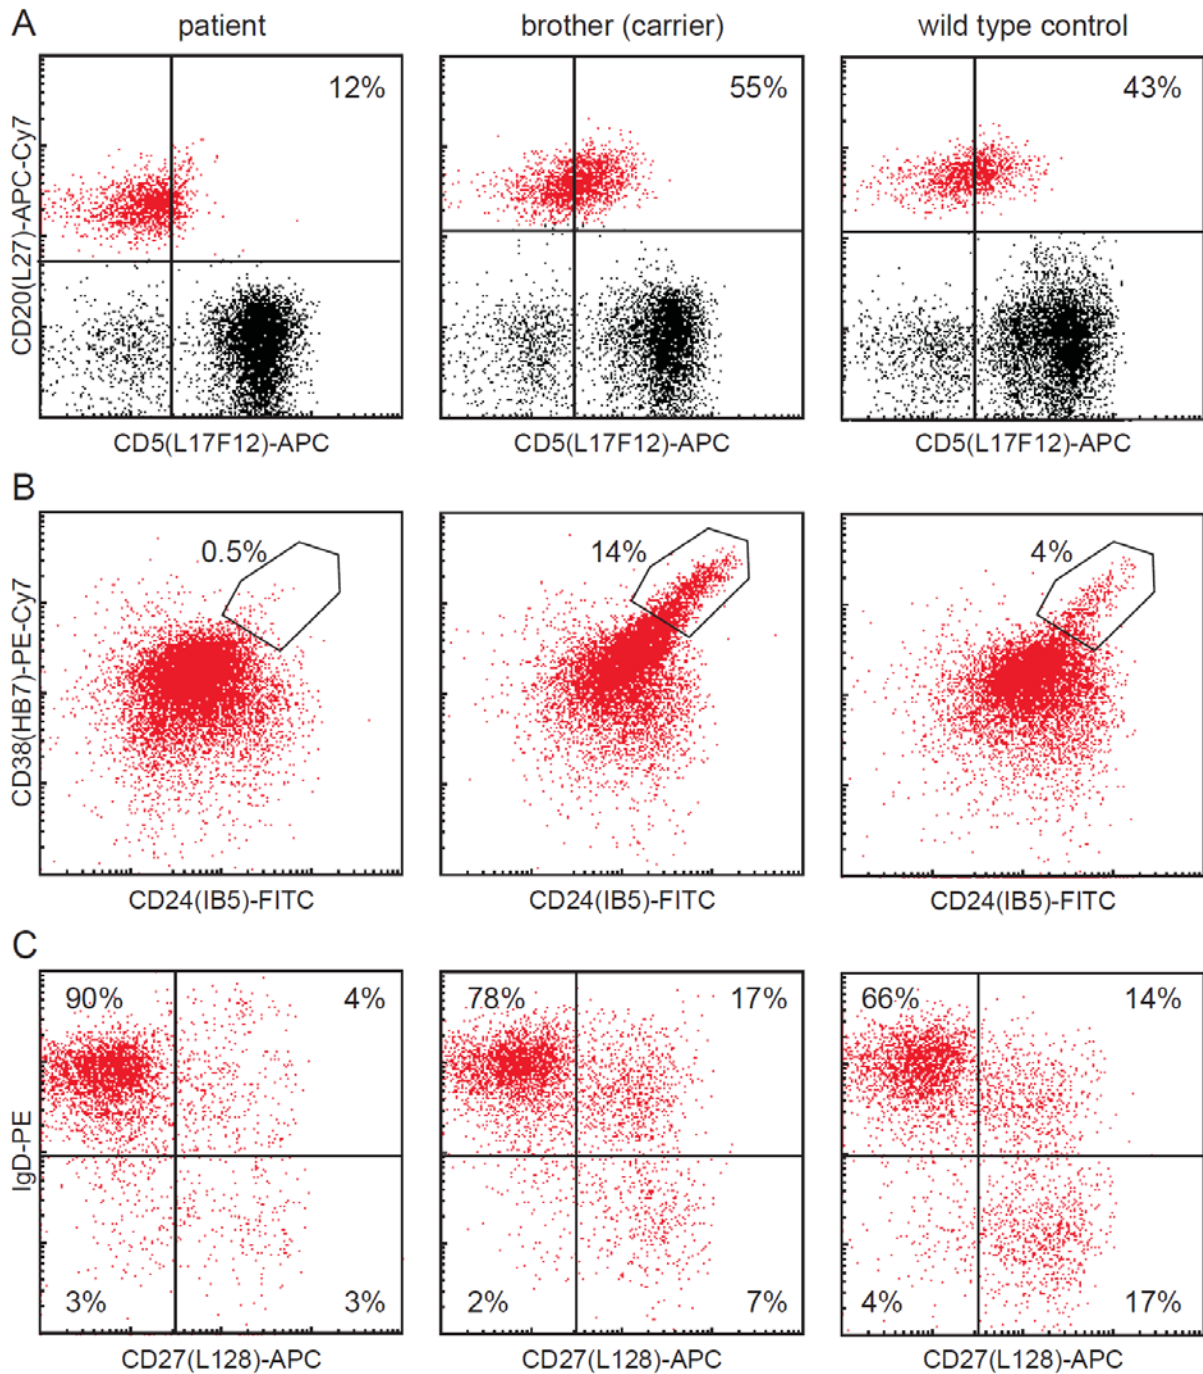 A
patient
brother (carrier)
wild type control
CD20(L27)-APC-Cy7
12%
55%
43%
CD5(L17F12)-APC
CD5(L17F12)-APC
CD5(L17F12)-APC
B
CD38(HB7)-PE-Cy7
0.5%
14%
4%
CD24(IB5)-FITC
CD24(IB5)-FITC
CD24(IB5)-FITC
C
IgD-PE
90%
4%
78%
17%
66%
14%
3%
3%
2%
7%
4%
17%
CD27(L128)-APC
CD27(L128)-APC
CD27(L128)-APC